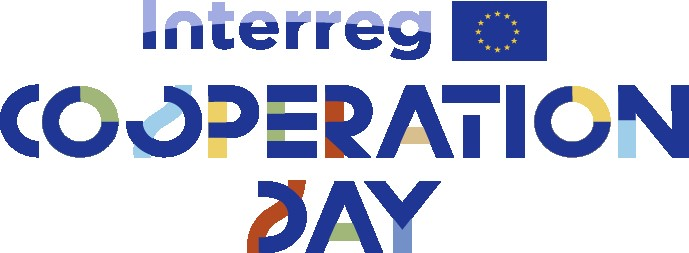 Interreg
COOPERATION
DAY